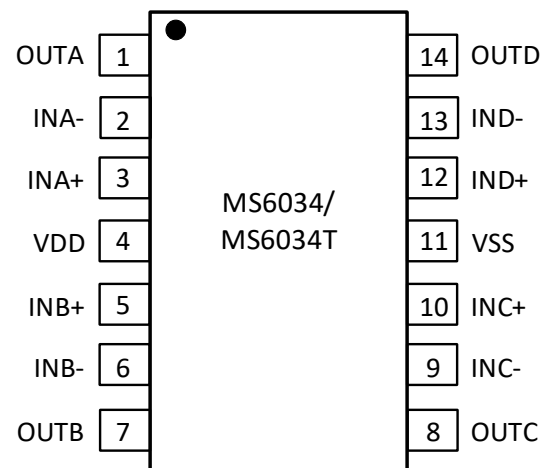 OUTA 1 14 OUTD
INA- 2 13 IND-
INA+ 3 12 IND+
MS6034/
MS6034T
VDD 4 11 VSS
INB+ 5 10 INC+
INB- 6 9 INC-
OUTB 7 8 OUTC